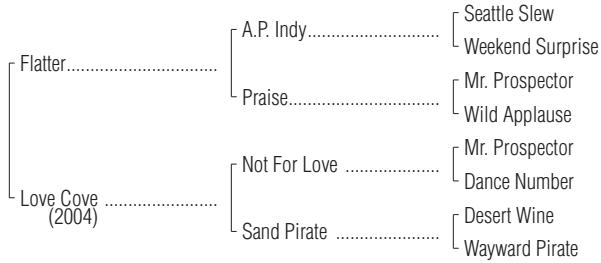 Seattle Slew
A.P. Indy..............................
Weekend Surprise
Flatter..................................
Mr. Prospector
Praise..................................
Wild Applause
Mr. Prospector
Not For Love .....................
Dance Number
Love Cove .........................
(2004)
Desert Wine
Sand Pirate .......................
Wayward Pirate